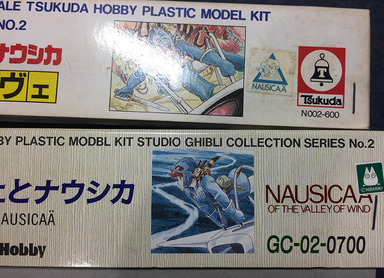 ALE TSUKUDA HOBBY PLASTIC MODEL KIT
NO.2
ナウシカ
ヴェ
NAUSICAÄ
Tsukuda
N002-600
BY PLASTIC MODBL KIT STUDIO GHIBLI COLLECTION SERIES No.2
とナウシカ
NAUSICAÄ
Hobby
NAUSICAÄ
OF THE VALLEY OF WIND
GC-02-0700
©NIBARIKI